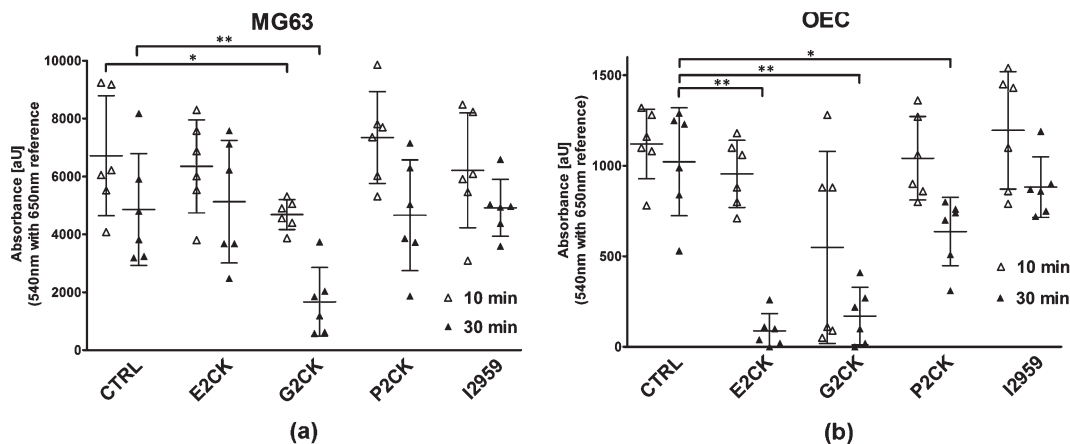 MG63
**
*
Absorbance [aU]
(540nm with 650nm reference)
10000
8000
6000
4000
2000
0
10 min
30 min
CTRL
E2CK
G2CK
P2CK
I2959
(a)
OEC
*
**
**
Absorbance [aU]
(540nm with 650nm reference)
1500
1000
500
0
10 min
30 min
CTRL
E2CK
G2CK
P2CK
I2959
(b)